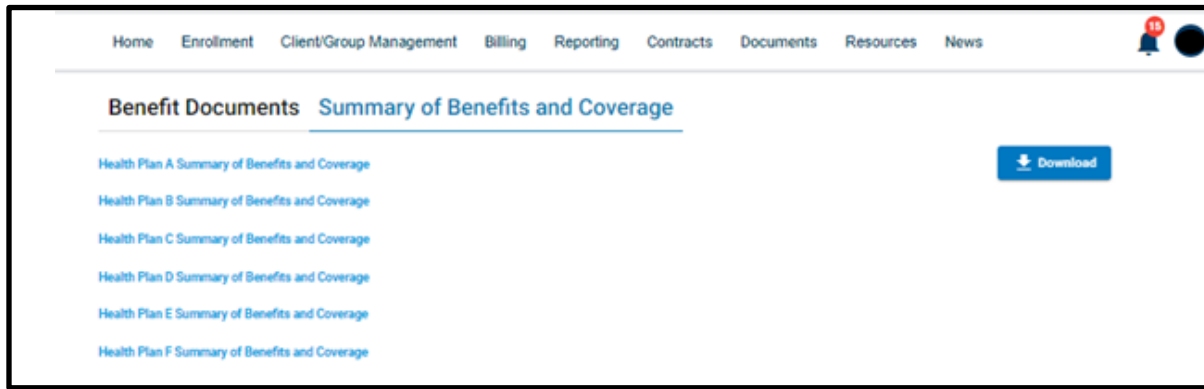 15
Home Enrollment Client/Group Management Billing Reporting Contracts Documents Resources News
Benefit Documents Summary of Benefits and Coverage
Health Plan A Summary of Benefits and Coverage
Download
Health Plan B Summary of Benefits and Coverage
Health Plan C Summary of Benefits and Coverage
Health Plan D Summary of Benefits and Coverage
Health Plan E Summary of Benefits and Coverage
Health Plan F Summary of Benefits and Coverage